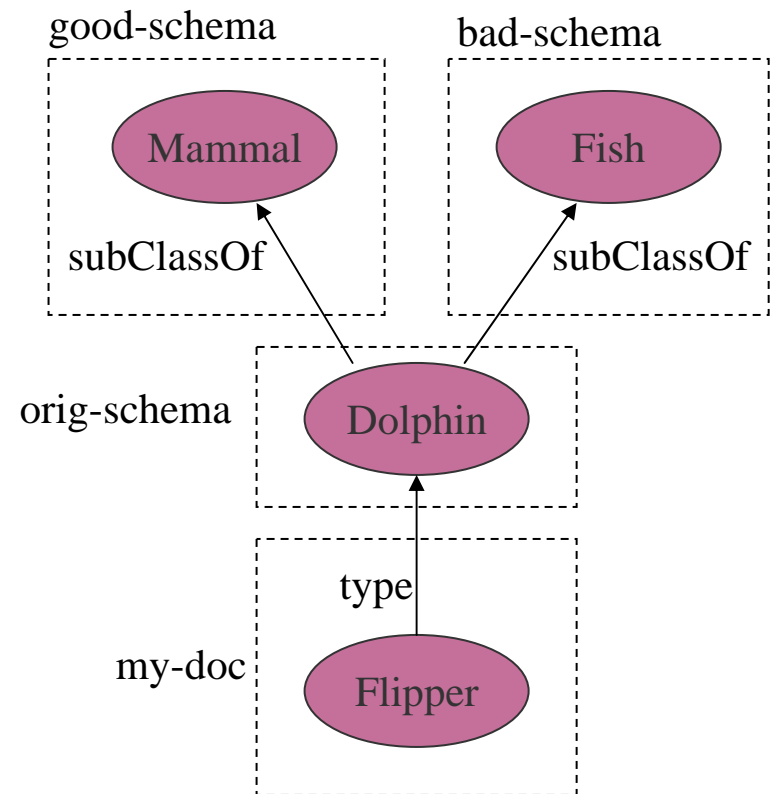 good-schema
bad-schema
Mammal
Fish
subClassOf
subClassOf
orig-schema
Dolphin
type
my-doc
Flipper